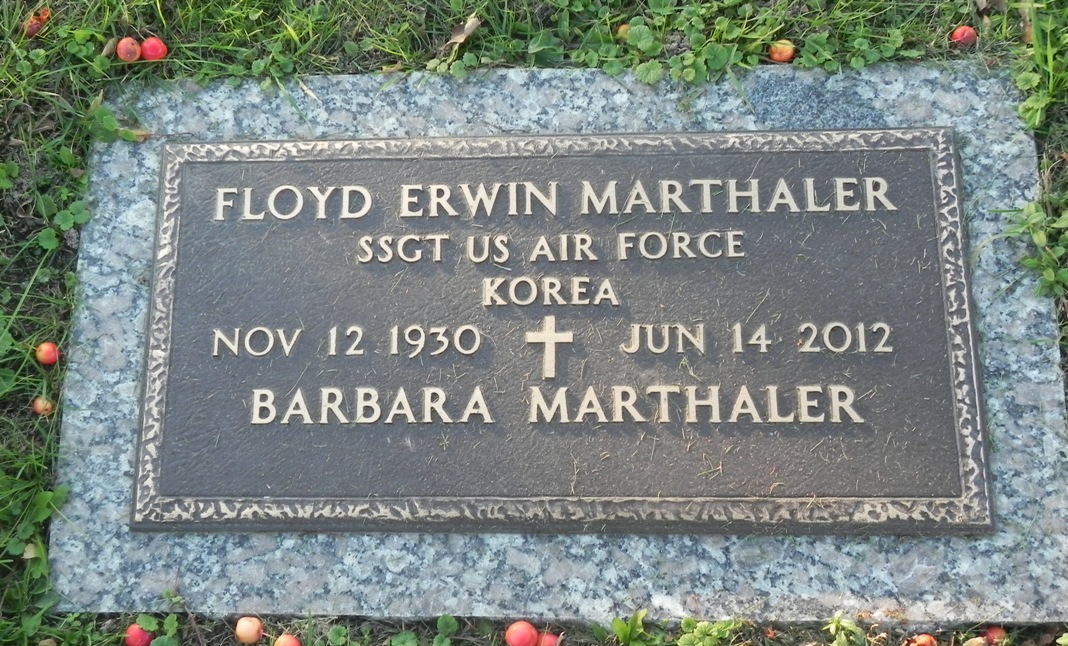 FLOYD ERWIN MARTHALER
SSGT US AIR FORCE
KOREA
NOV 12 1930 JUN 14 2012
BARBARA MARTHALER